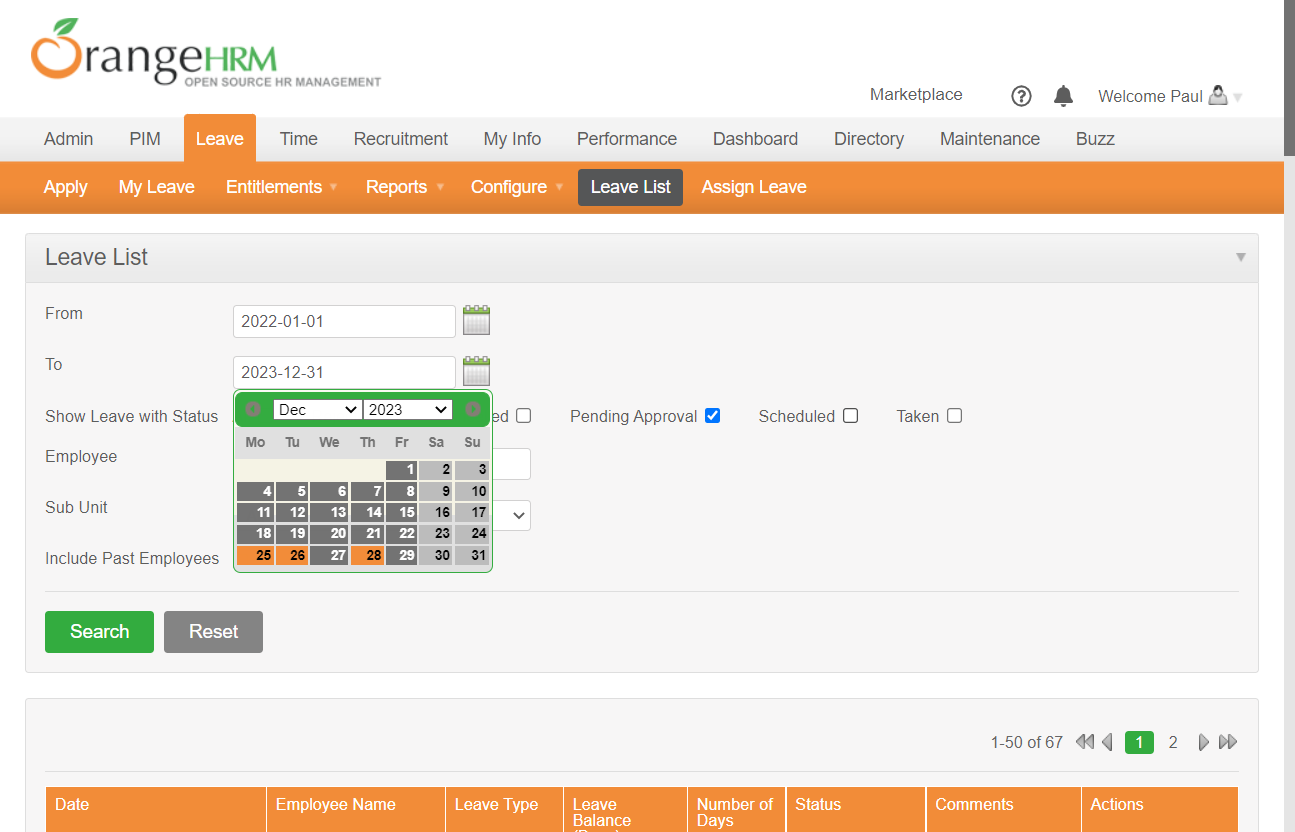 OrangeHRM
OPEN SOURCE HR MANAGEMENT
Marketplace ? Welcome Paul
Admin PIM Leave Time Recruitment My Info Performance Dashboard Directory Maintenance Buzz
Apply My Leave Entitlements Reports Configure Leave List Assign Leave
Leave List
From 2022-01-01
To 2023-12-31
Show Leave with Status ed Pending Approval Scheduled Taken
Dec 2023
Mo Tu We Th Fr Sa Su
1 2 3
4 5 6 7 8 9 10
11 12 13 14 15 16 17
18 19 20 21 22 23 24
25 26 27 28 29 30 31
Employee
Sub Unit
Include Past Employees
Search Reset
1-50 of 67 1 2
Date Employee Name Leave Type Leave Number of Status Comments Actions
Balance Days